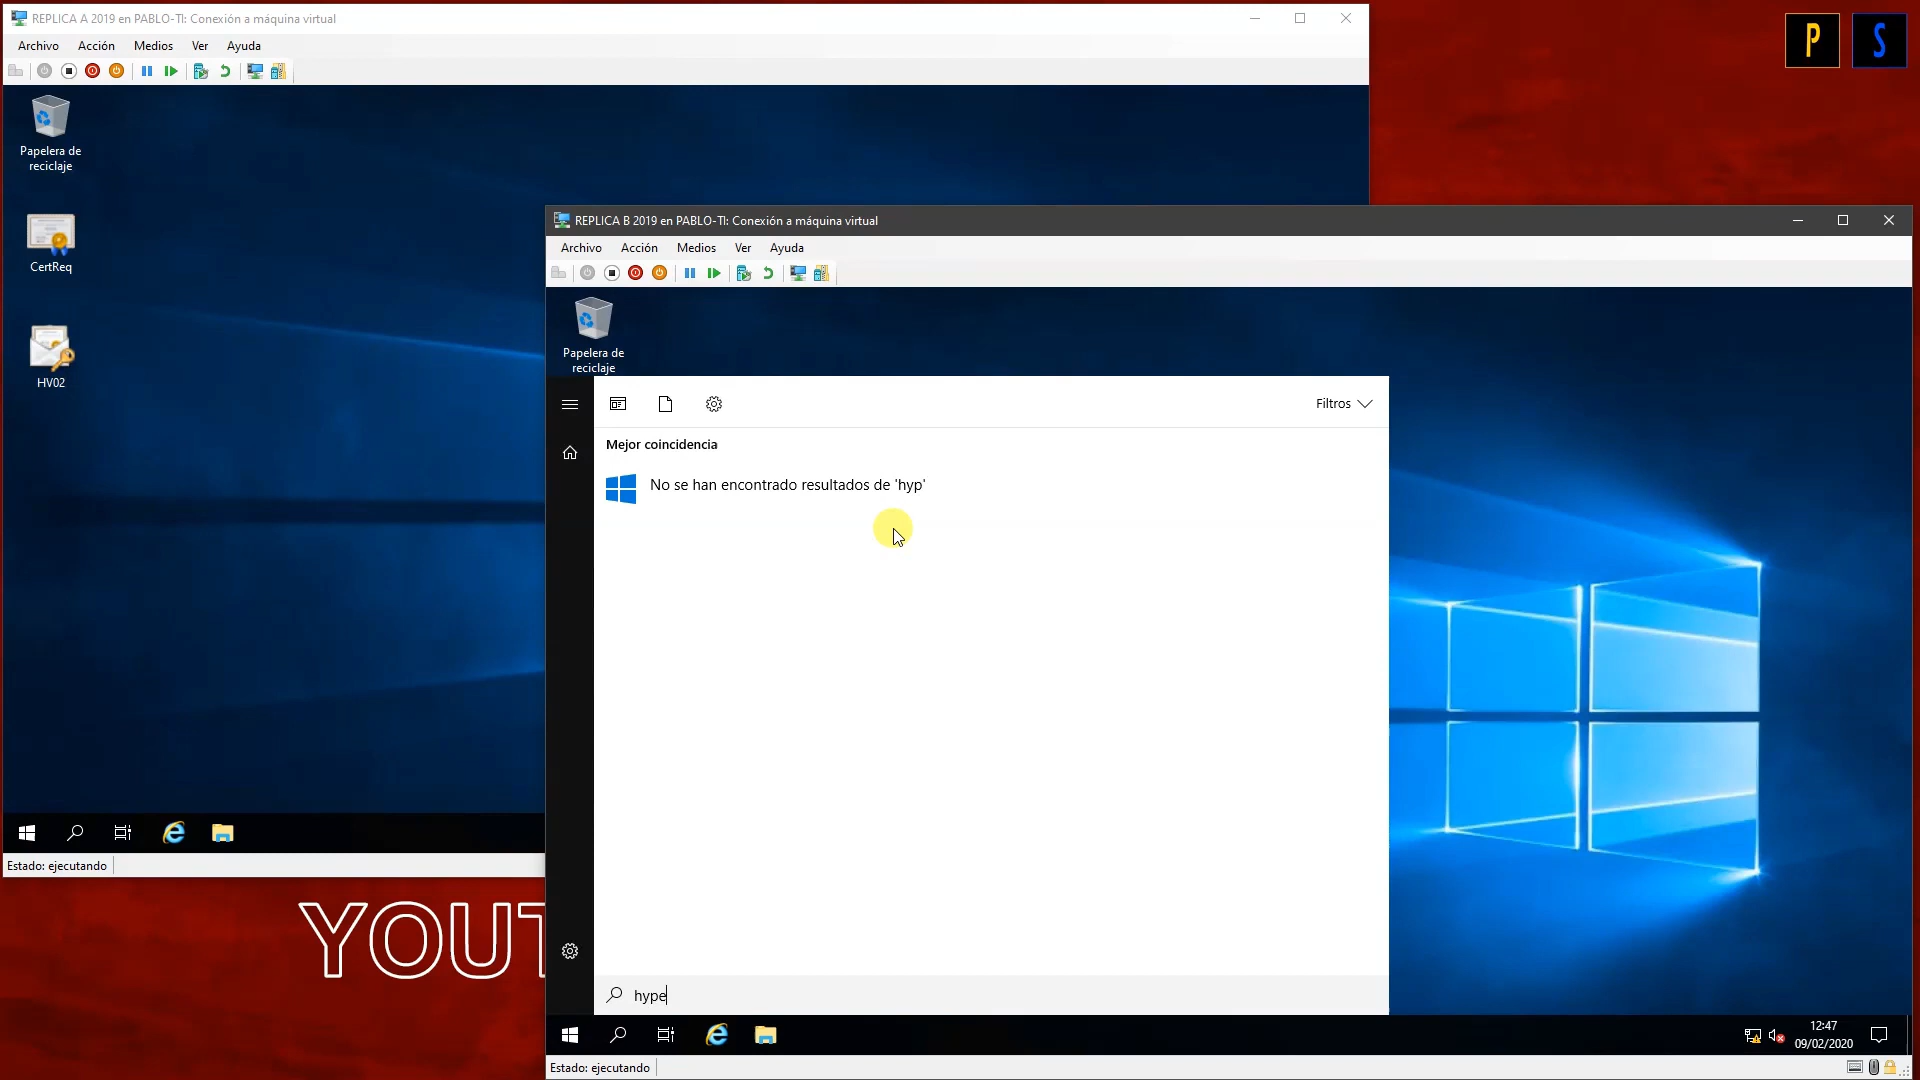 REPLICA A 2019 en PABLO-TI: Conexión a máquina virtual
Archivo Acción Medios Ver Ayuda
P S
Papelera de
reciclaje
CertReq
HV02
Estado: ejecutando
YOUT
REPLICA B 2019 en PABLO-TI: Conexión a máquina virtual
Archivo Acción Medios Ver Ayuda
Papelera de
reciclaje
Filtros
Mejor coincidencia
No se han encontrado resultados de 'hyp'
hype
12:47
09/02/2020
Estado: ejecutando